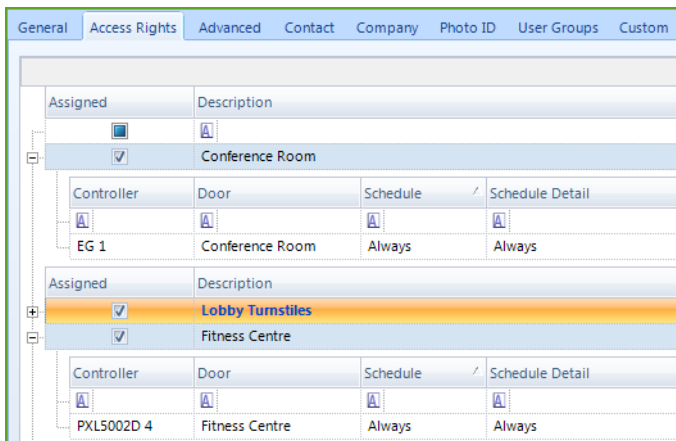 General Access Rights Advanced Contact Company Photo ID User Groups Custom
Assigned Description
A
Conference Room
Controller Door Schedule Schedule Detail
A A A A
EG 1 Conference Room Always Always
Assigned Description
Lobby Turnstiles
Fitness Centre
Controller Door Schedule Schedule Detail
A A A A
PXL5002D 4 Fitness Centre Always Always